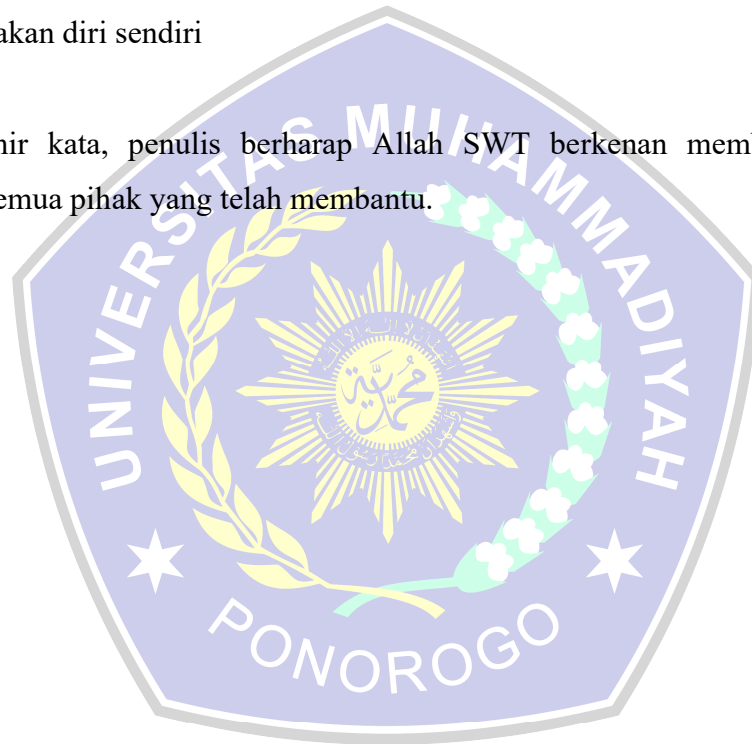 akan diri sendiri
hir kata, penulis berharap Allah SWT berkenan memb
emua pihak yang telah membantu.
UNIVERSITAS MUHAMMADIYAH
محمدية
PONOROGO